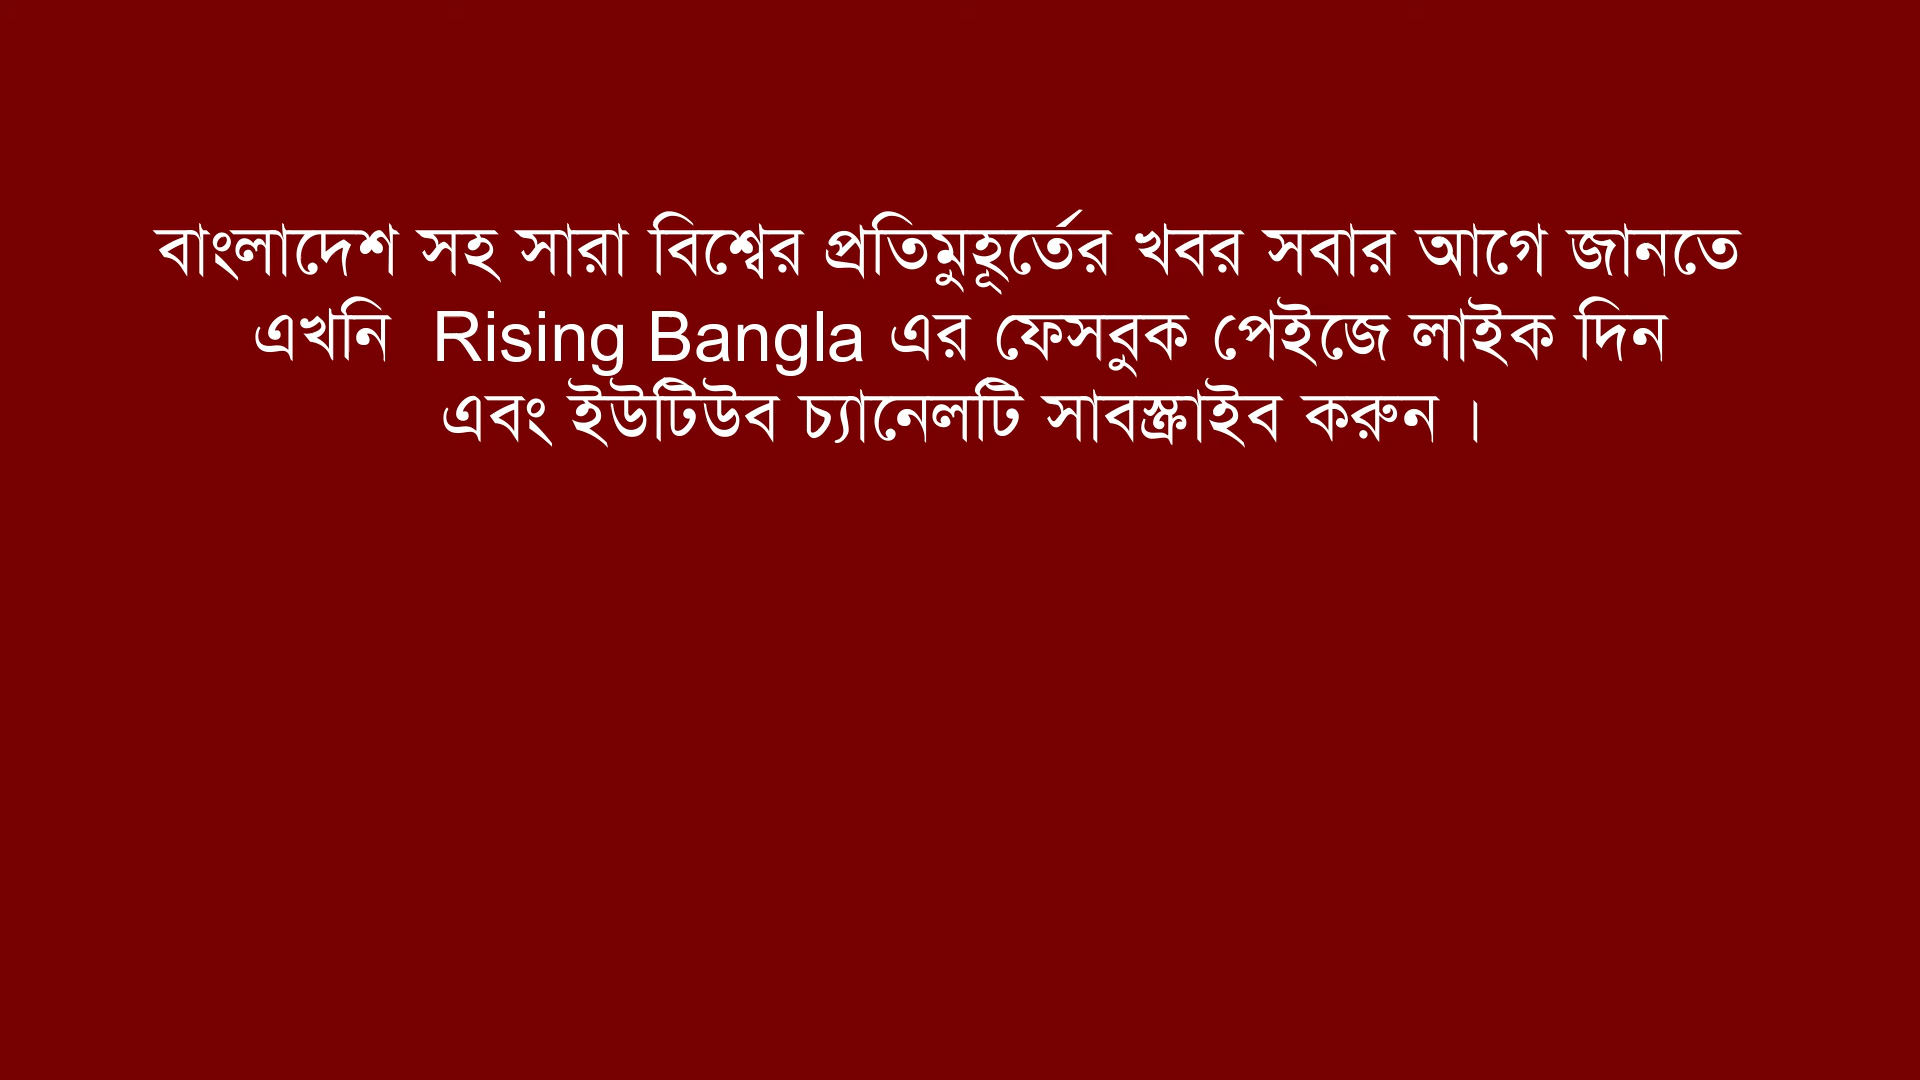 বাংলাদেশ সহ সারা বিশ্বের প্রতিমুহূর্তের খবর সবার আগে জানতে
এখনি Rising Bangla এর ফেসবুক পেইজে লাইক দিন
এবং ইউটিউব চ্যানেলটি সাবস্ক্রাইব করুন ।